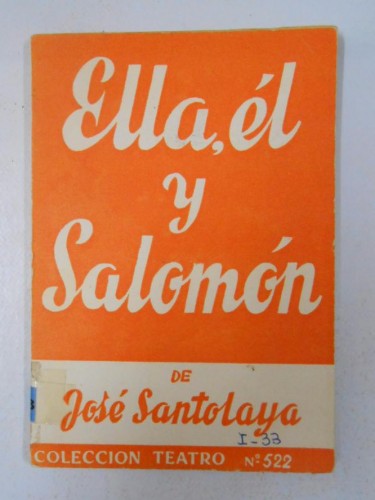 Ella, él
y
Salomón
DE
José Santolaya
I-33
COLECCION TEATRO Nº 522